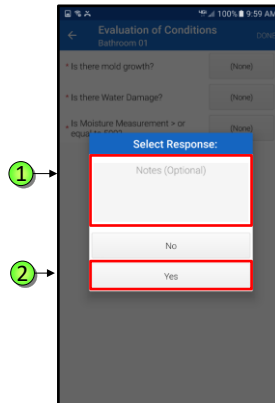 100% 9:59 AM
Evaluation of Conditions
DONE
Bathroom 01
* Is there mold growth?
(None)
* Is there Water Damage?
(None)
* Is Moisture Measurement > or
(None)
Select Response:
1
Notes (Optional)
No
2
Yes